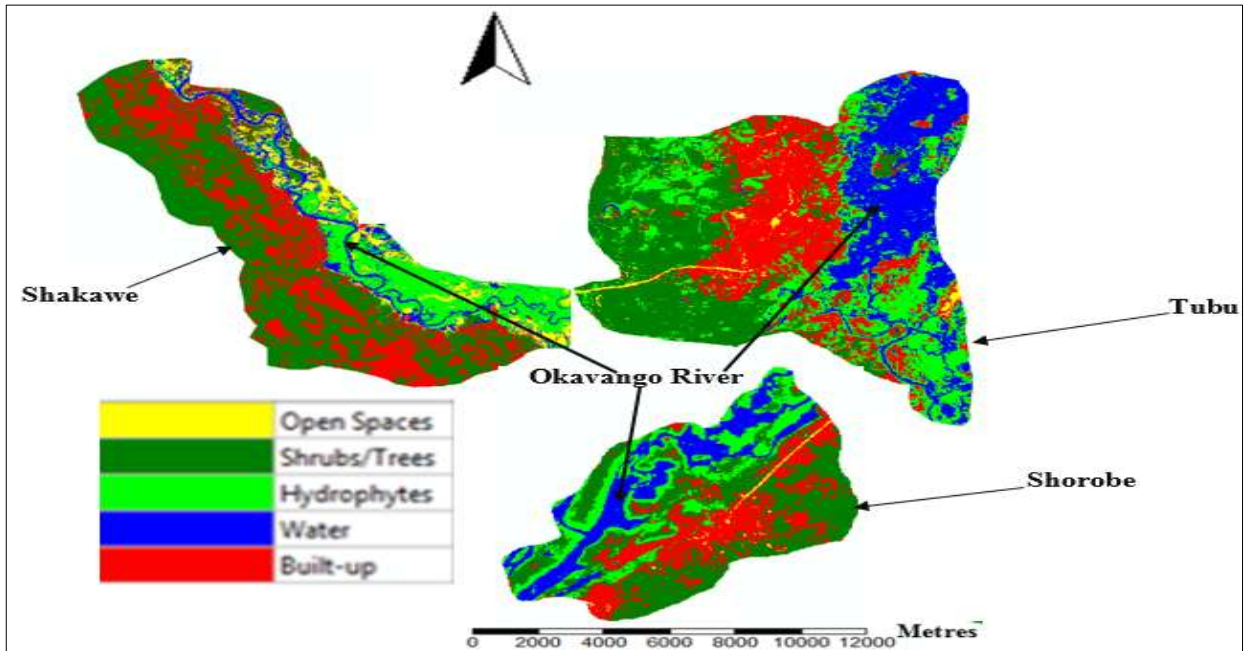 Shakawe
Tubu
Okavango River
Open Spaces
Shrubs/Trees
Hydrophytes
Water
Built-up
Shorobe
Metres
0 2000 4000 6000 8000 10000 12000